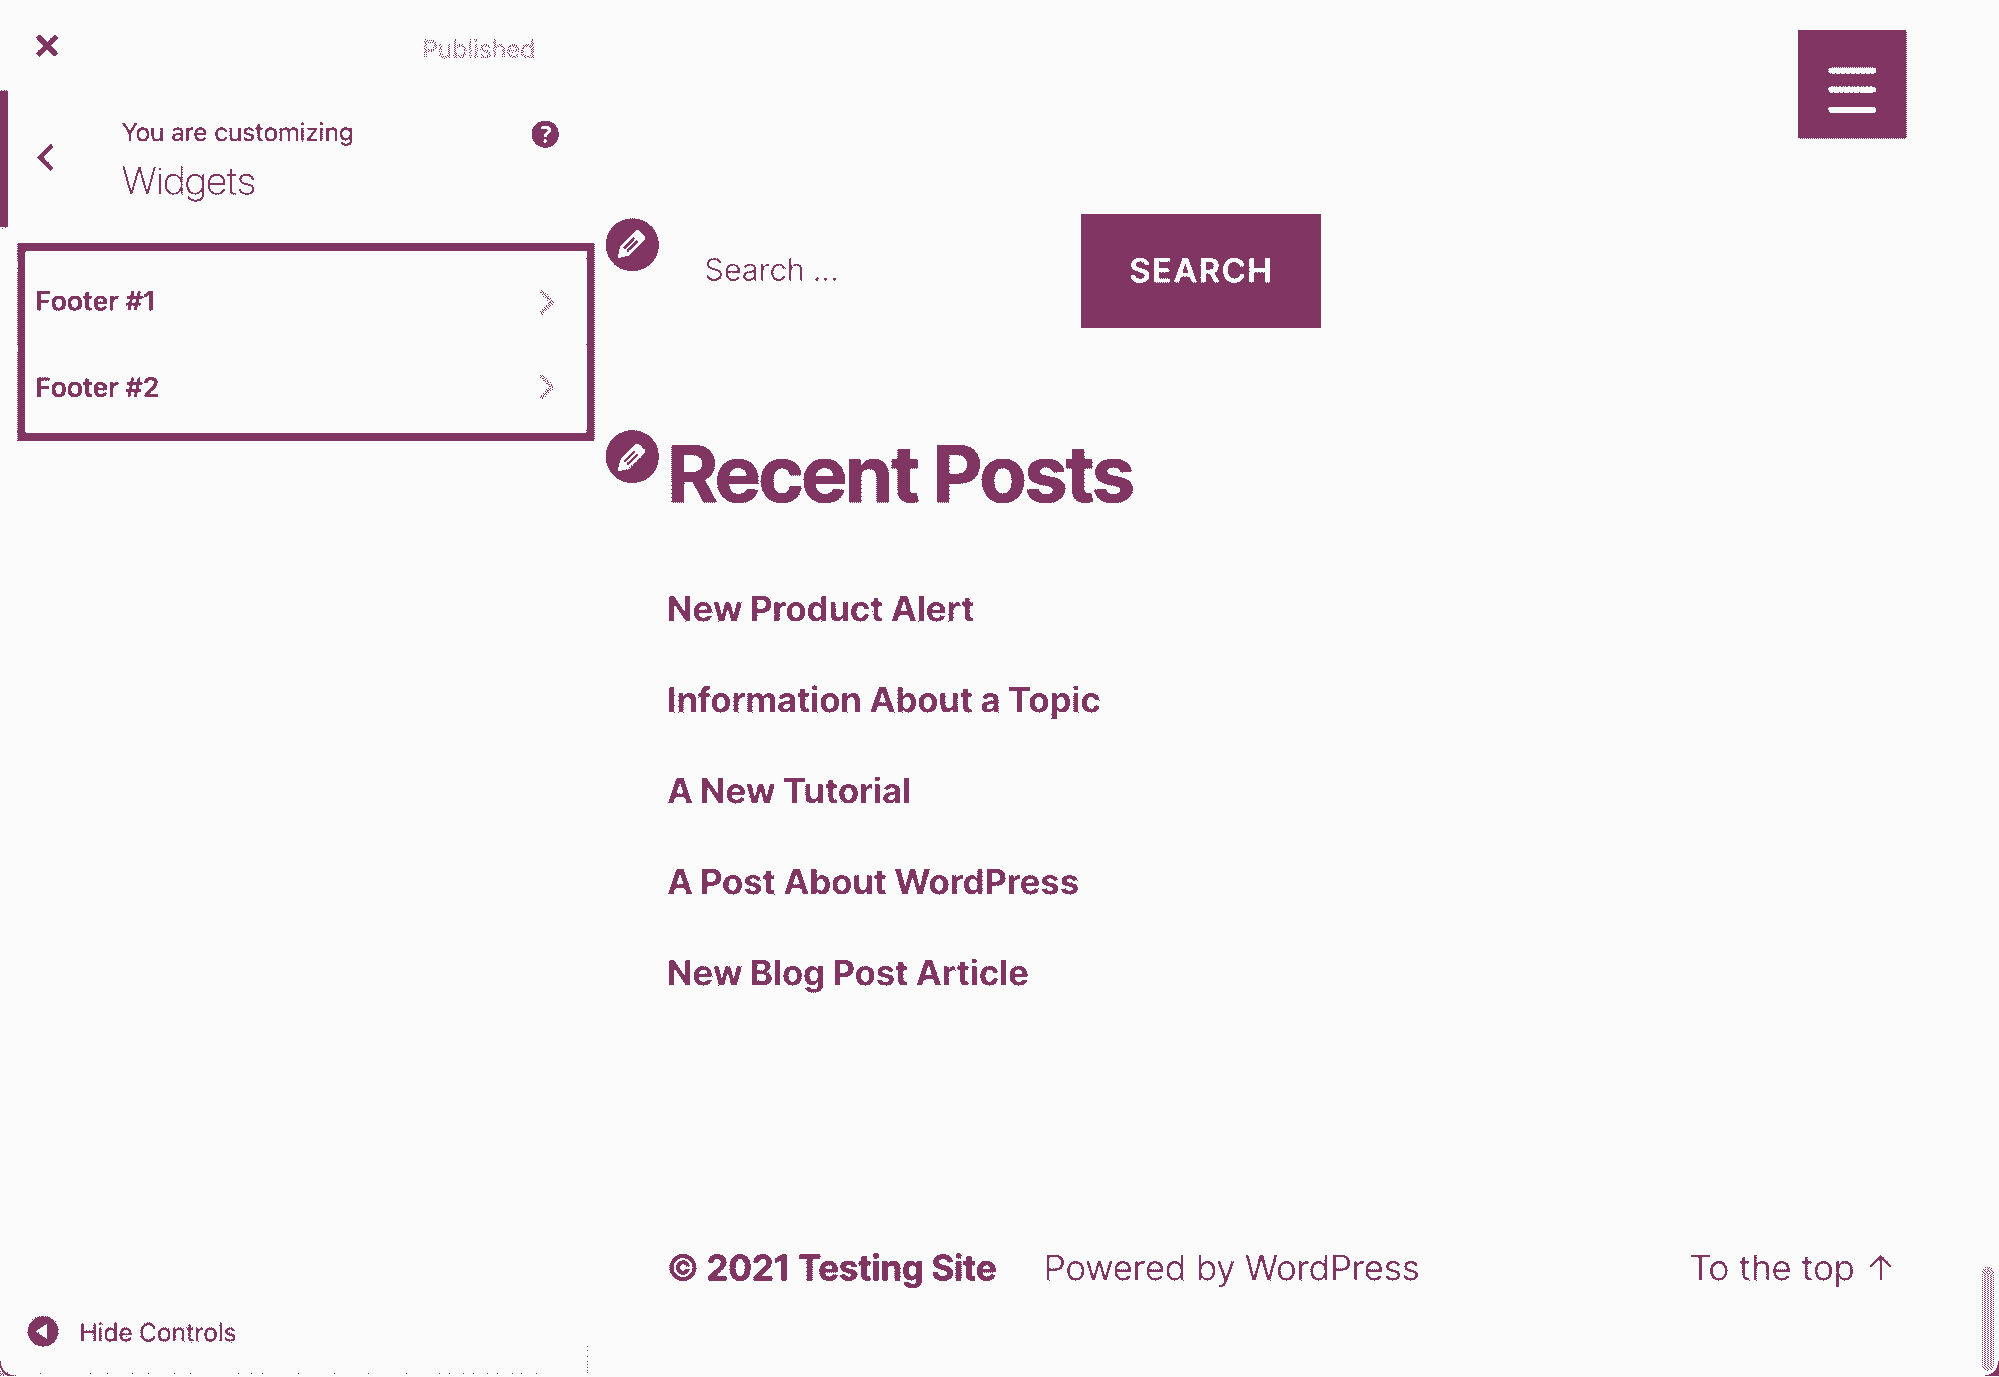 Published
You are customizing
Widgets
Footer #1
Footer #2
Hide Controls
Search ...
SEARCH
Recent Posts
New Product Alert
Information About a Topic
A New Tutorial
A Post About WordPress
New Blog Post Article
© 2021 Testing Site
Powered by WordPress
To the top ↑